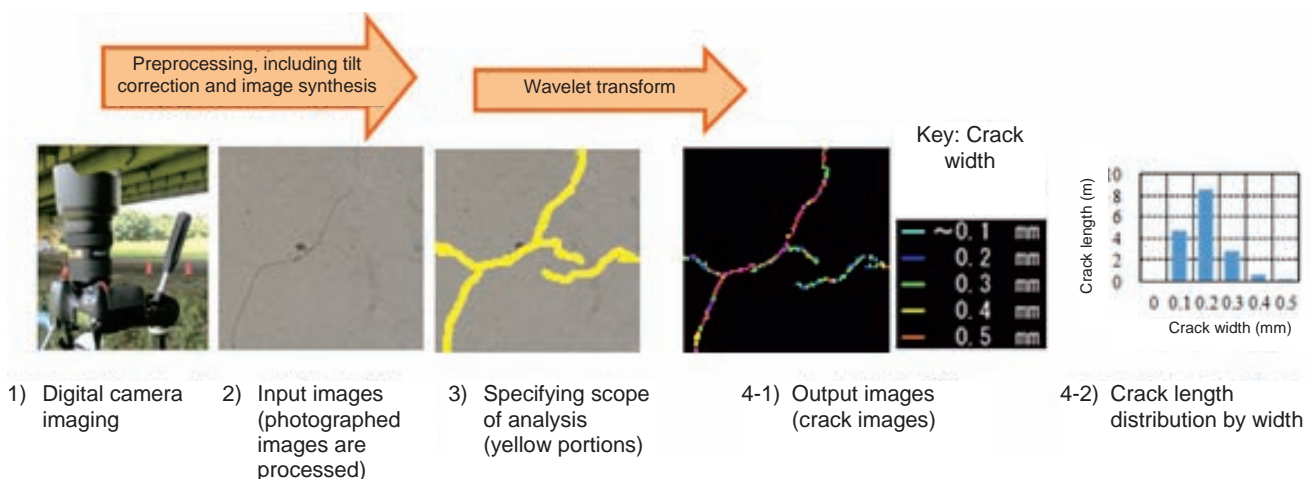 Preprocessing, including tilt
correction and image synthesis
Wavelet transform
Key: Crack
width
~0.1 mm
0.2 mm
0.3 mm
0.4 mm
0.5 mm
Crack length (m)
10
8
6
4
2
0
0 0.1 0.2 0.3 0.4 0.5
Crack width (mm)
1) Digital camera
imaging
2) Input images
(photographed
images are
processed)
3) Specifying scope
of analysis
(yellow portions)
4-1) Output images
(crack images)
4-2) Crack length
distribution by width